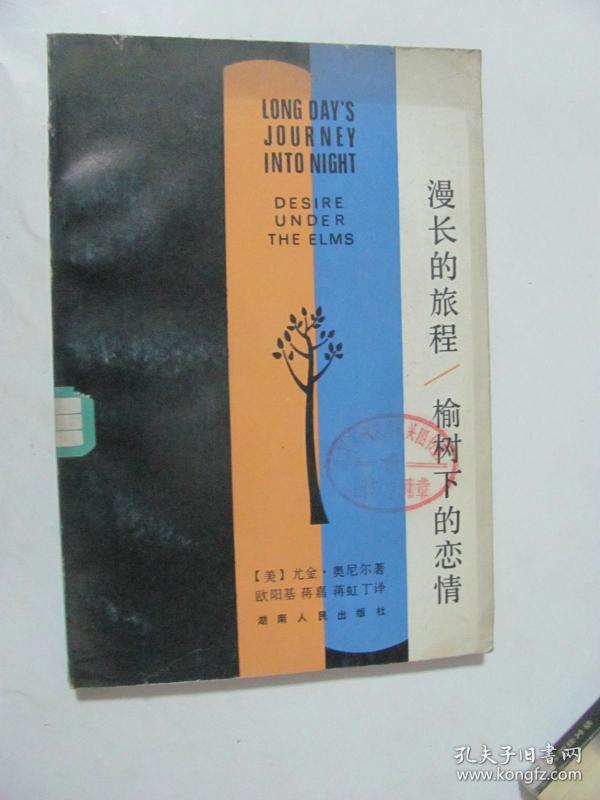 LONG DAY'S
JOURNEY
INTO NIGHT
DESIRE
UNDER
THE ELMS
漫长的旅程/榆树下的恋情
【美】尤金·奥尼尔著
欧阳基 蒋嘉 蒋虹丁译
湖南人民出版社
孔夫子旧书网
www.kongfz.com